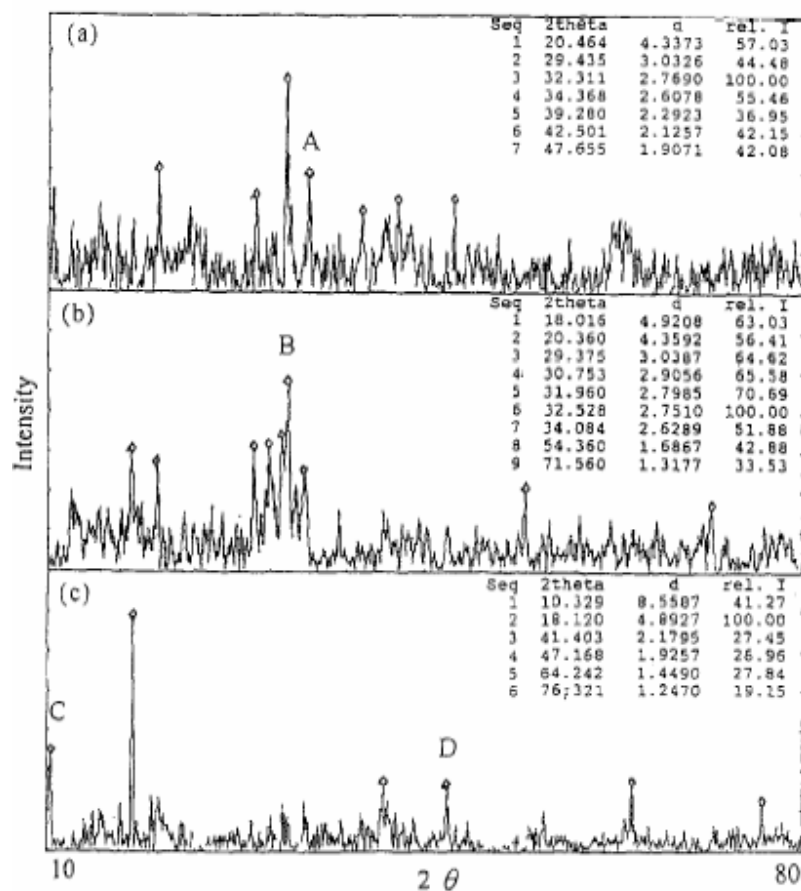 (a)
Seq 2theta d rel. I
1 20.464 4.3373 57.03
2 29.435 3.0326 44.48
3 32.311 2.7690 100.00
4 34.368 2.6078 55.46
5 39.280 2.2923 36.95
6 42.501 2.1257 42.15
7 47.655 1.9071 42.08
A
(b)
Seq 2theta d rel. I
1 18.016 4.9208 63.03
2 20.360 4.3592 56.41
3 29.375 3.0387 64.62
4 30.753 2.9056 65.58
5 31.960 2.7985 70.69
6 32.528 2.7510 100.00
7 34.084 2.6289 51.88
8 54.360 1.6867 42.88
9 71.560 1.3177 33.53
B
Intensity
(c)
Seq 2theta d rel. I
1 10.329 8.5587 41.27
2 18.120 4.8927 100.00
3 41.403 2.1795 27.45
4 47.168 1.9257 26.96
5 64.242 1.4490 27.84
6 76;321 1.2470 19.15
C
D
10 2 θ 80